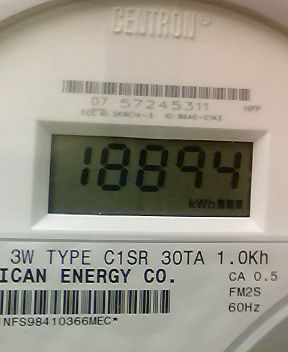 CENTRON®
07 57245311
HPP
18894
kWh
3W TYPE C1SR 30TA 1.0Kh
ICAN ENERGY CO.
CA 0.5
FM2S
60Hz
NFS98410366MEC*